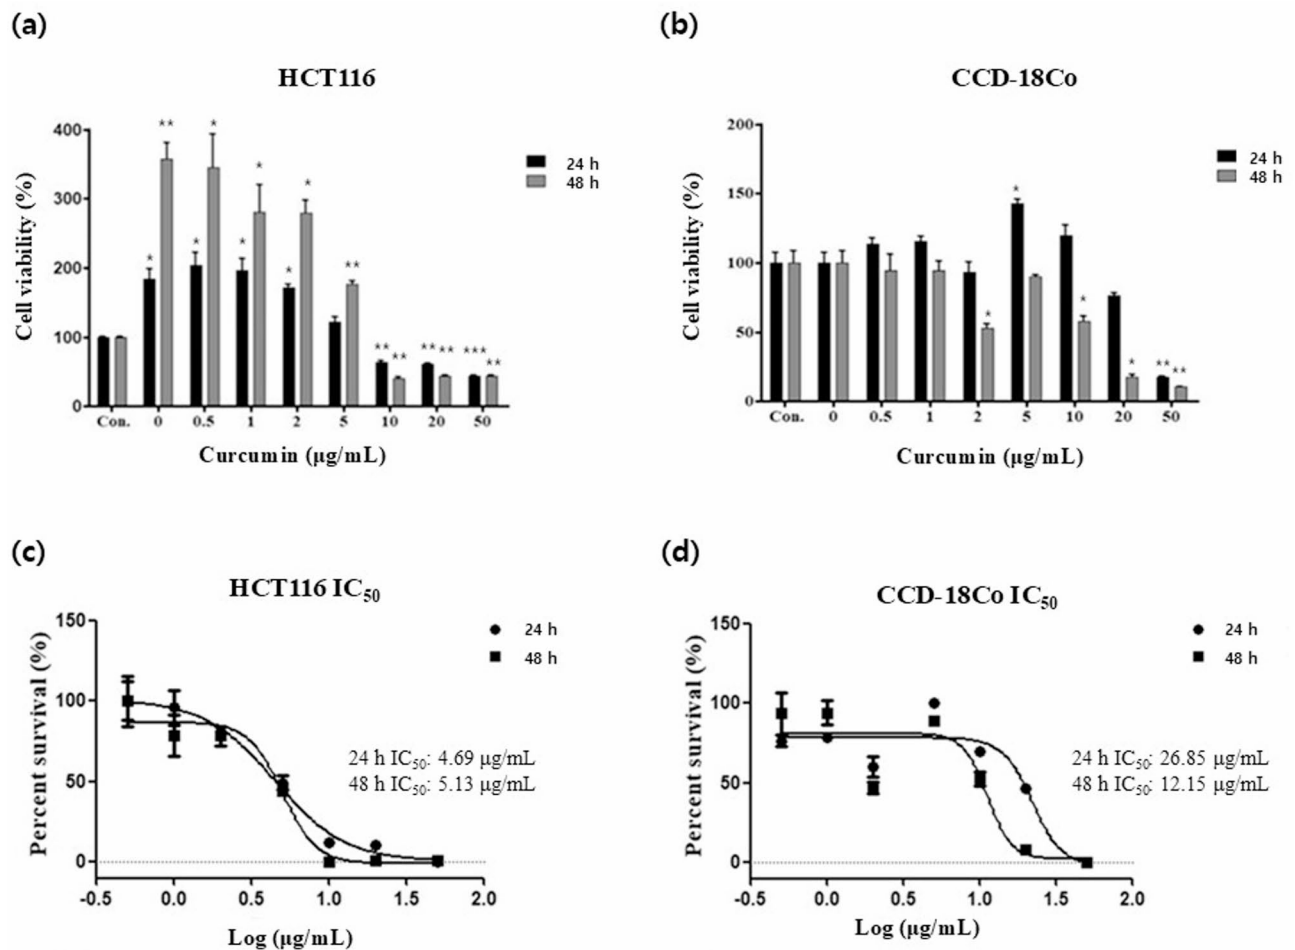 (a)
HCT116
Cell viability (%)
400
300
200
100
0
** * * * * * * * ** ** ** ** ** *** **
24 h
48 h
Con. 0 0.5 1 2 5 10 20 50
Curcumin (µg/mL)
(b)
CCD-18Co
Cell viability (%)
200
150
100
50
0
* * * * ** **
24 h
48 h
Con. 0 0.5 1 2 5 10 20 50
Curcumin (µg/mL)
(c)
HCT116 IC50
Percent survival (%)
150
100
50
0
24 h
48 h
24 h IC50: 4.69 µg/mL
48 h IC50: 5.13 µg/mL
-0.5 0.0 0.5 1.0 1.5 2.0
Log (µg/mL)
(d)
CCD-18Co IC50
Percent survival (%)
150
100
50
0
24 h
48 h
24 h IC50: 26.85 µg/mL
48 h IC50: 12.15 µg/mL
-0.5 0.0 0.5 1.0 1.5 2.0
Log (µg/mL)